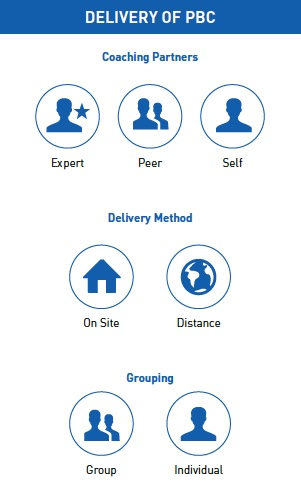 DELIVERY OF PBC
Coaching Partners
Expert Peer Self
Delivery Method
On Site Distance
Grouping
Group Individual